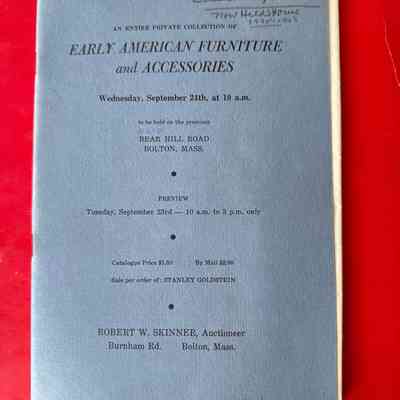 AN ENTIRE PRIVATE COLLECTION OF
EARLY AMERICAN FURNITURE
and ACCESSORIES
Wednesday, September 24th, at 10 a.m.
to be held on the premises
BEAR HILL ROAD
BOLTON, MASS.
PREVIEW
Tuesday, September 23rd — 10 a.m. to 5 p.m. only
Catalogue Price $1.50 By Mail $2.00
Sale per order of: STANLEY GOLDSTEIN
ROBERT W. SKINNER, Auctioneer
Burnham Rd. Bolton, Mass.